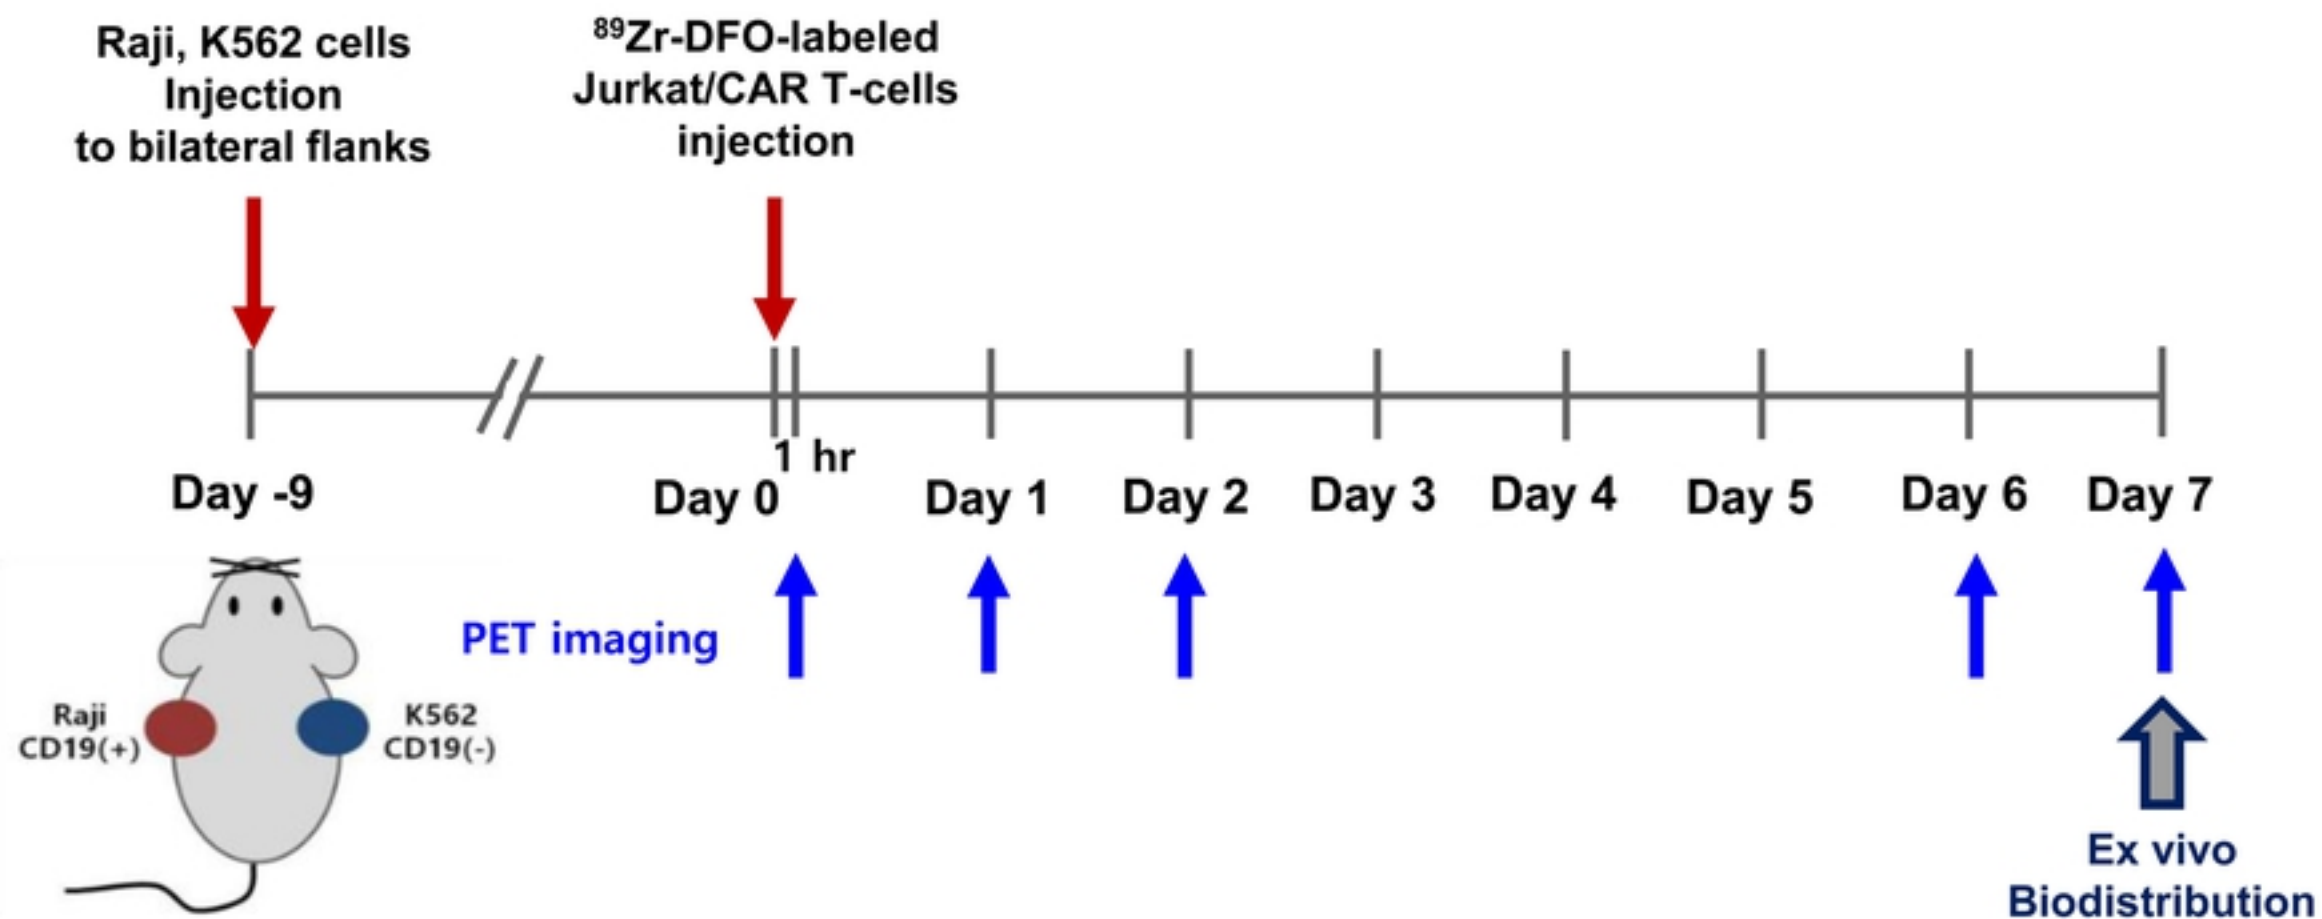 Raji, K562 cells
Injection
to bilateral flanks
⁸⁹Zr-DFO-labeled
Jurkat/CAR T-cells
injection
1 hr
Day -9
Day 0
Day 1
Day 2
Day 3
Day 4
Day 5
Day 6
Day 7
PET imaging
Raji
CD19(+)
K562
CD19(-)
Ex vivo
Biodistribution